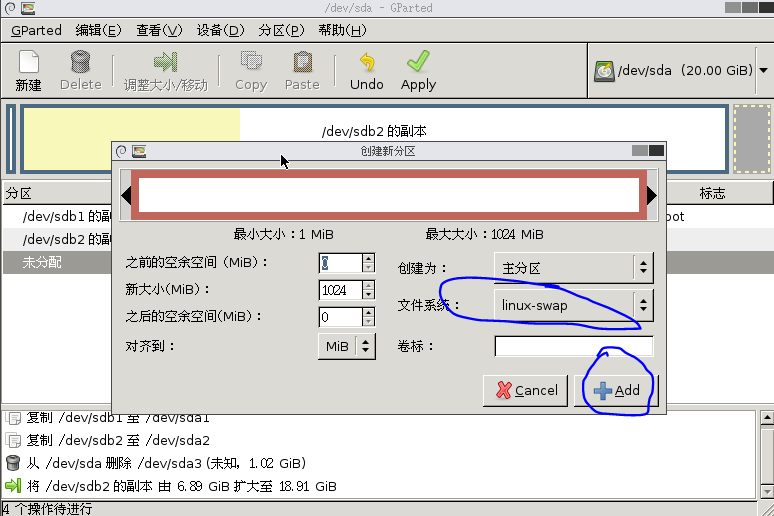 /dev/sda - GParted
GParted 编辑(E) 查看(V) 设备(D) 分区(P) 帮助(H)
新建 Delete 调整大小/移动 Copy Paste Undo Apply /dev/sda (20.00 GiB)
/dev/sdb2 的副本
创建新分区
分区 标志
/dev/sdb1 的副 oot
/dev/sdb2 的副
未分配
最小大小：1 MiB 最大大小：1024 MiB
之前的空余空间 (MiB)： 0 创建为： 主分区
新大小(MiB)： 1024 文件系统： linux-swap
之后的空余空间(MiB)： 0
对齐到： MiB 卷标：
Cancel Add
复制 /dev/sdb1 至 /dev/sda1
复制 /dev/sdb2 至 /dev/sda2
从 /dev/sda 删除 /dev/sda3 (未知, 1.02 GiB)
将 /dev/sdb2 的副本 由 6.89 GiB 扩大至 18.91 GiB
4 个操作待进行